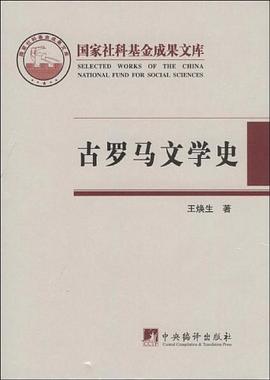 国家社科基金成果文库
SELECTED WORKS OF THE CHINA
NATIONAL FUND FOR SOCIAL SCIENCES
古罗马文学史
王焕生 著
中央编译出版社
Central Compilation & Translation Press